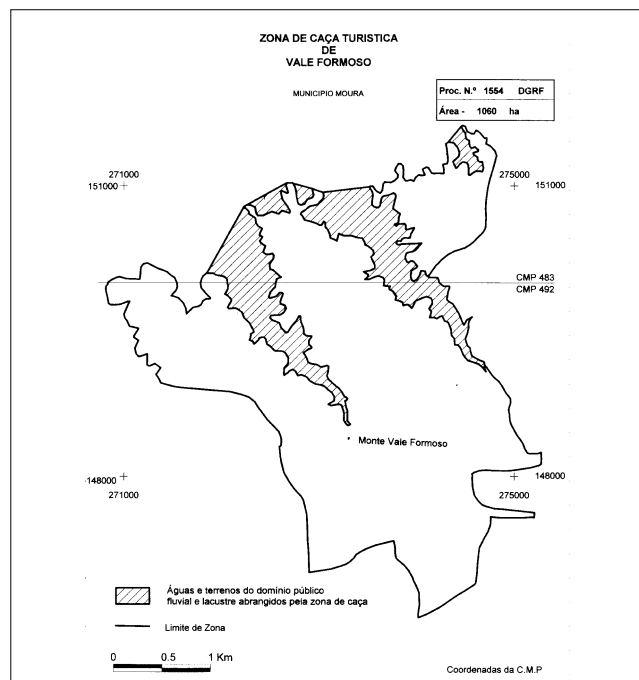 ZONA DE CAÇA TURISTICA
DE
VALE FORMOSO
MUNICIPIO MOURA
Proc. N.º 1554 DGRF
Área - 1060 ha
271000
151000
275000
151000
CMP 483
CMP 492
Monte Vale Formoso
148000
271000
148000
275000
Águas e terrenos do domínio público
fluvial e lacustre abrangidos pela zona de caça
Limite de Zona
0 0.5 1 Km
Coordenadas da C.M.P